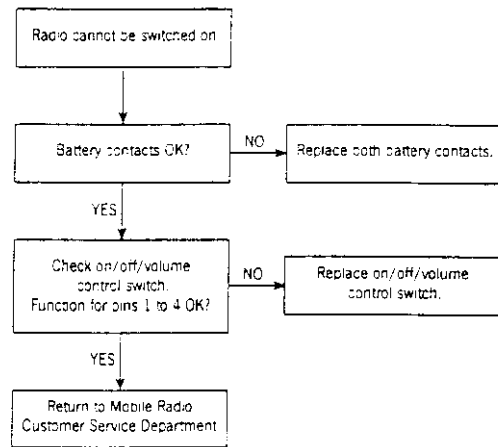 Radio cannot be switched on
Battery contacts OK?
NO
Replace both battery contacts.
YES
Check on/off/volume
control switch.
Function for pins 1 to 4 OK?
NO
Replace on/off/volume
control switch.
YES
Return to Mobile Radio
Customer Service Department